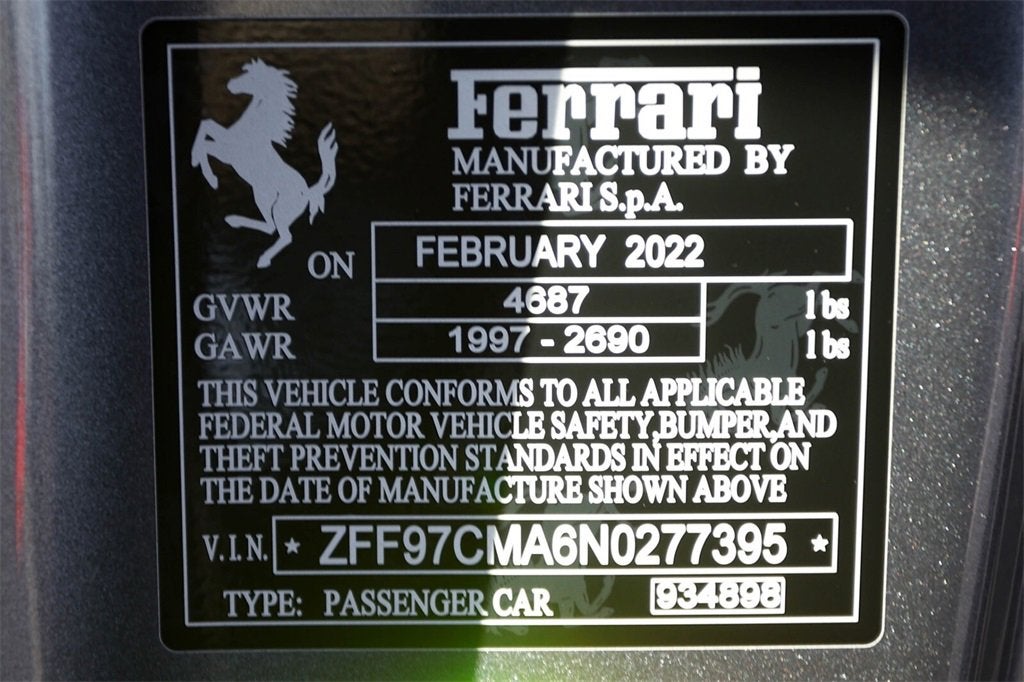 Ferrari
MANUFACTURED BY
FERRARI S.p.A.
ON FEBRUARY 2022
GVWR 4687 lbs
GAWR 1997 - 2690 lbs
THIS VEHICLE CONFORMS TO ALL APPLICABLE
FEDERAL MOTOR VEHICLE SAFETY,BUMPER,AND
THEFT PREVENTION STANDARDS IN EFFECT ON
THE DATE OF MANUFACTURE SHOWN ABOVE
V.I.N. * ZFF97CMA6N0277395 *
TYPE: PASSENGER CAR 934898